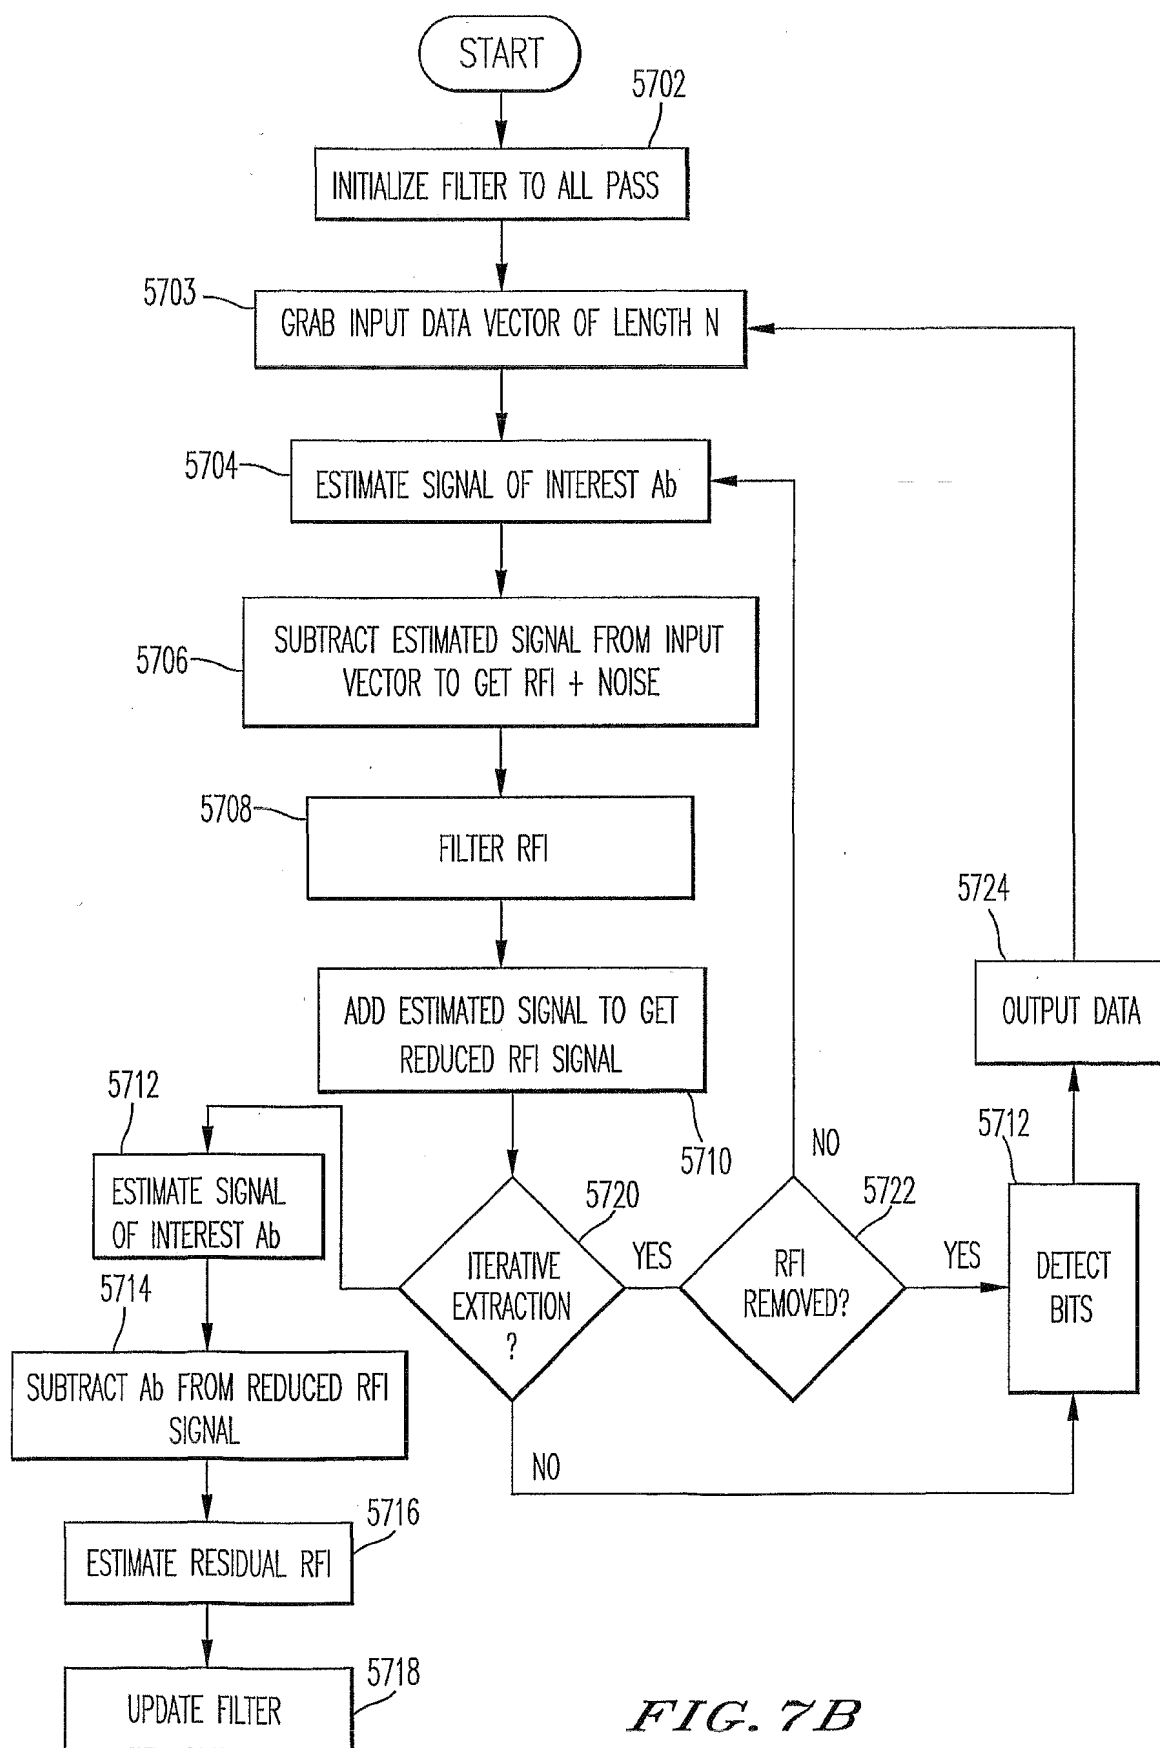 START
5702
INITIALIZE FILTER TO ALL PASS
5703
GRAB INPUT DATA VECTOR OF LENGTH N
5704
ESTIMATE SIGNAL OF INTEREST Ab
5706
SUBTRACT ESTIMATED SIGNAL FROM INPUT
VECTOR TO GET RFI + NOISE
5708
FILTER RFI
5724
OUTPUT DATA
ADD ESTIMATED SIGNAL TO GET
REDUCED RFI SIGNAL
5710
5712
ESTIMATE SIGNAL
OF INTEREST Ab
5720
ITERATIVE
EXTRACTION
?
YES
NO
5722
RFI
REMOVED?
NO
YES
5712
DETECT
BITS
5714
SUBTRACT Ab FROM REDUCED RFI
SIGNAL
5716
ESTIMATE RESIDUAL RFI
5718
UPDATE FILTER
FIG. 7B